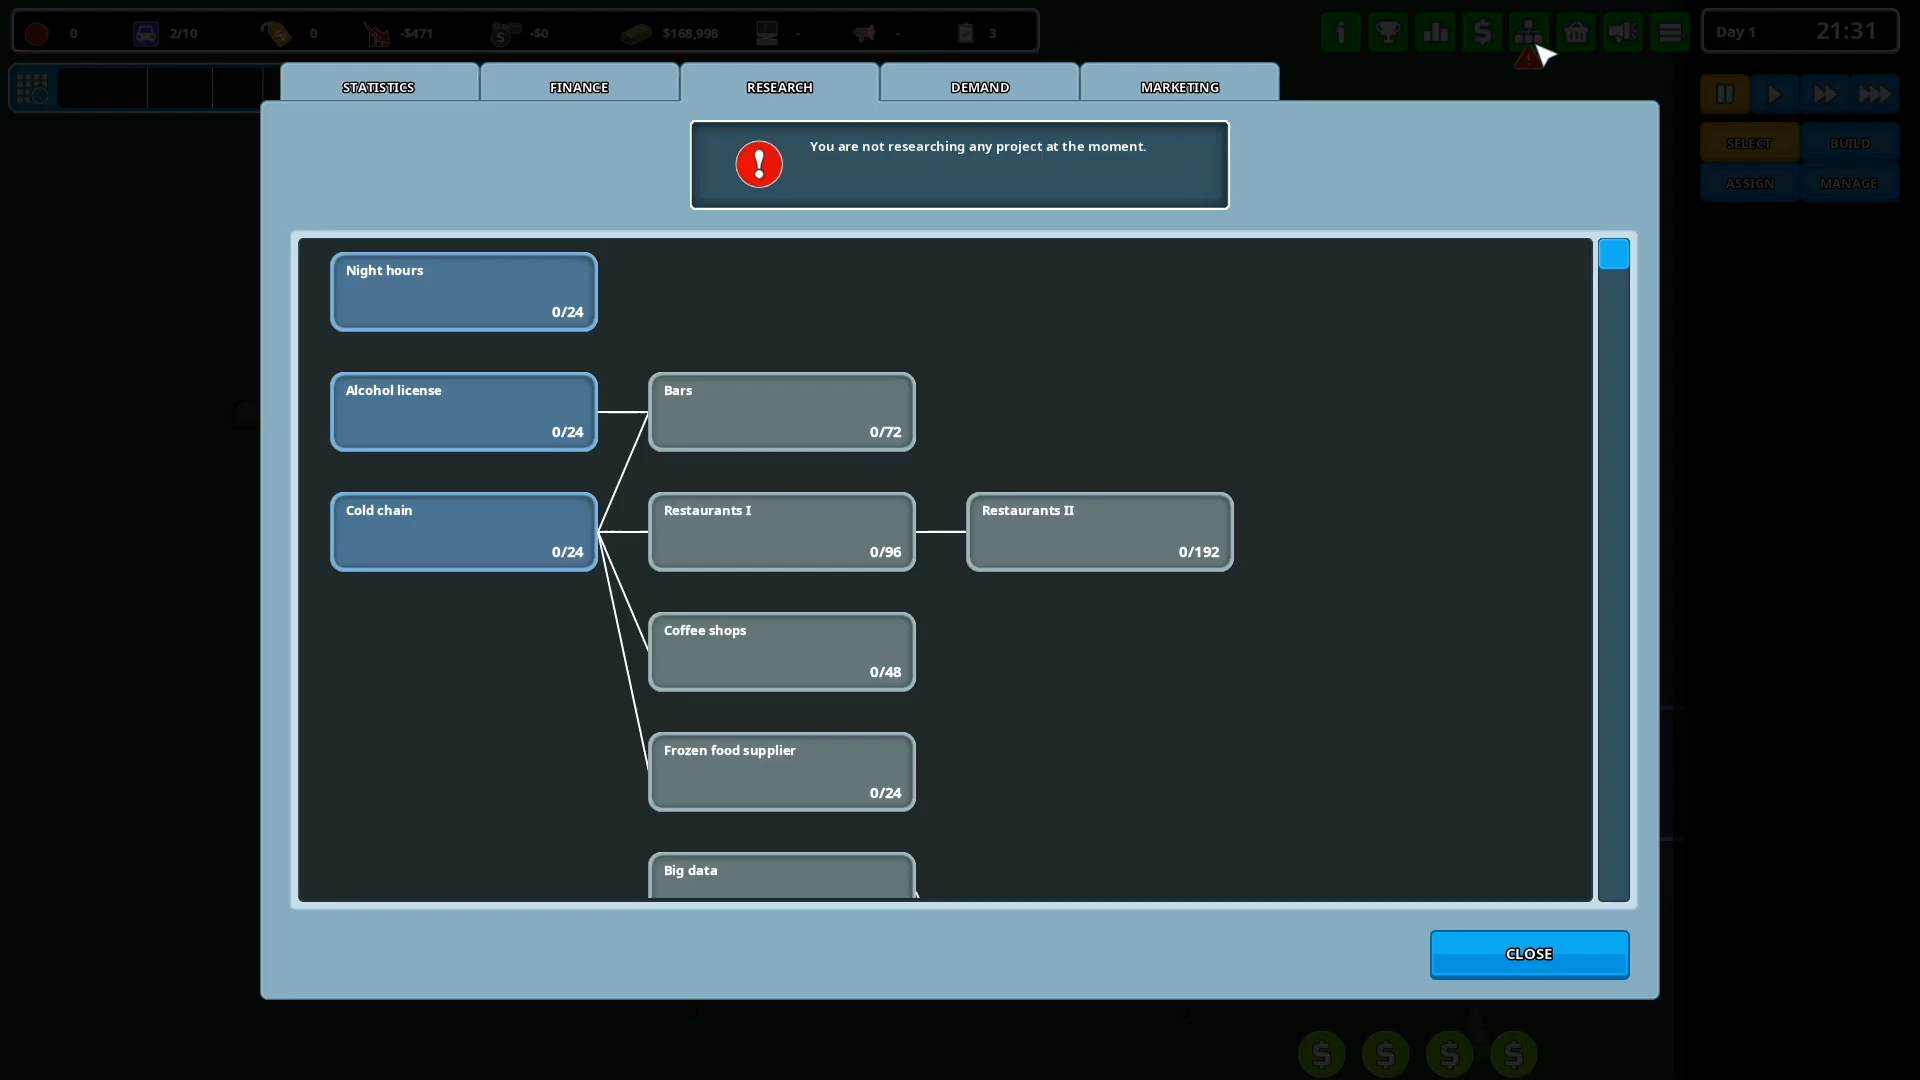 0 2/10 0 -$471 -$0 $168,998 - - 3
Day 1 21:31
STATISTICS FINANCE RESEARCH DEMAND MARKETING
You are not researching any project at the moment.
SELECT BUILD
ASSIGN MANAGE
Night hours
0/24
Alcohol license Bars
0/24 0/72
Cold chain Restaurants I Restaurants II
0/24 0/96 0/192
Coffee shops
0/48
Frozen food supplier
0/24
Big data
CLOSE